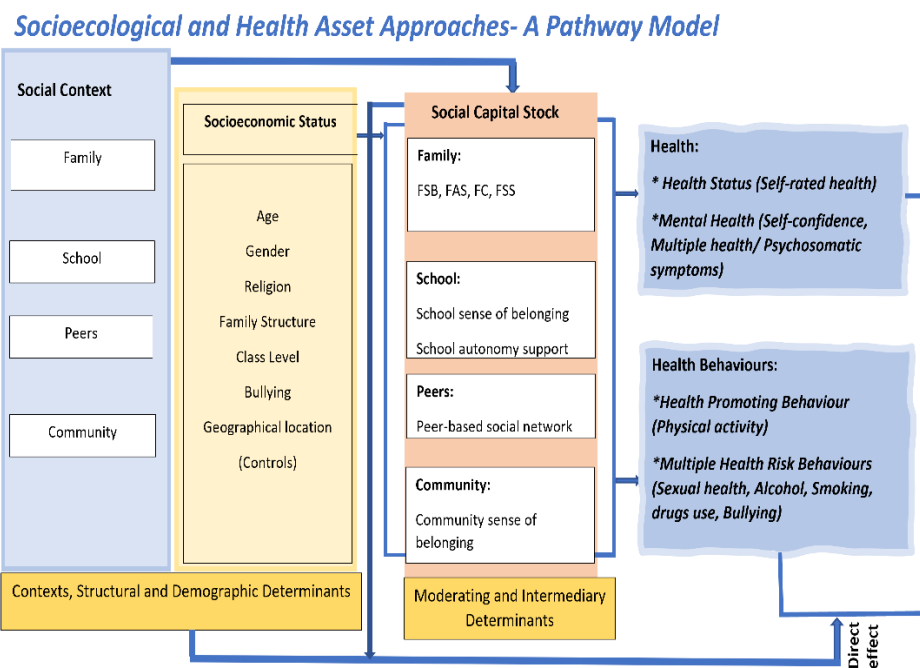 Socioecological and Health Asset Approaches- A Pathway Model
Social Context
Family
School
Peers
Community
Socioeconomic Status
Age
Gender
Religion
Family Structure
Class Level
Bullying
Geographical location
(Controls)
Contexts, Structural and Demographic Determinants
Social Capital Stock
Family:
FSB, FAS, FC, FSS
School:
School sense of belonging
School autonomy support
Peers:
Peer-based social network
Community:
Community sense of
belonging
Moderating and Intermediary
Determinants
Health:
* Health Status (Self-rated health)
*Mental Health (Self-confidence,
Multiple health/ Psychosomatic
symptoms)
Health Behaviours:
*Health Promoting Behaviour
(Physical activity)
*Multiple Health Risk Behaviours
(Sexual health, Alcohol, Smoking,
drugs use, Bullying)
Direct
effect